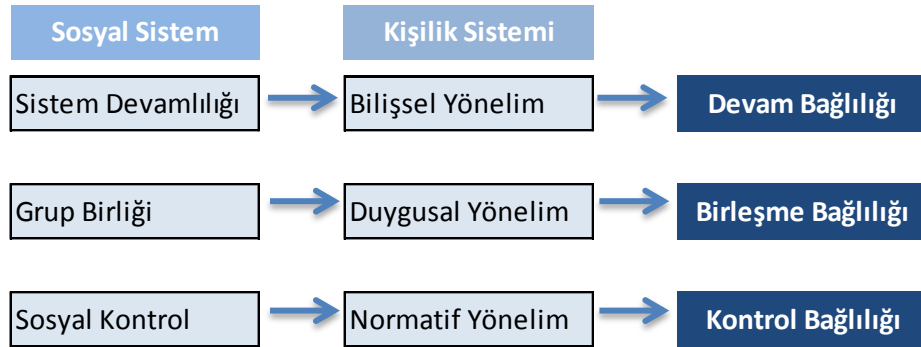 Sosyal Sistem Kişilik Sistemi
Sistem Devamlılığı Bilişsel Yönelim Devam Bağlılığı
Grup Birliği Duygusal Yönelim Birleşme Bağlılığı
Sosyal Kontrol Normatif Yönelim Kontrol Bağlılığı